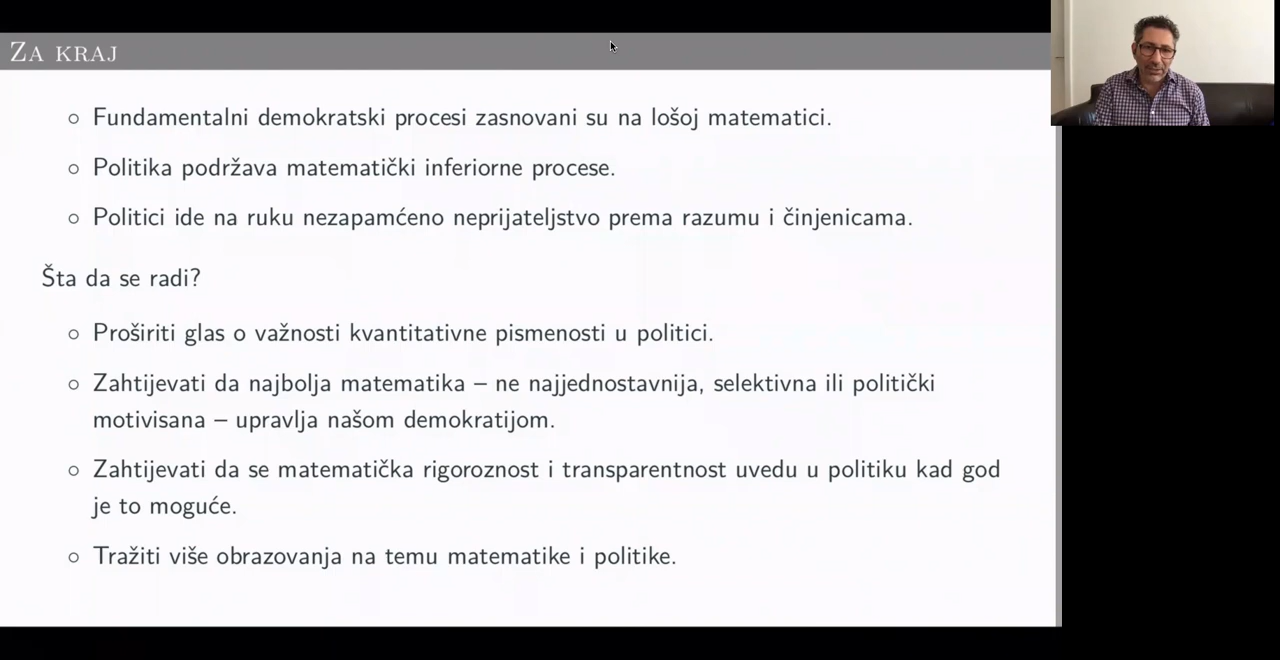 Za kraj
Fundamentalni demokratski procesi zasnovani su na lošoj matematici.
Politika podržava matematički inferiorne procese.
Politici ide na ruku nezapamćeno neprijateljstvo prema razumu i činjenicama.
Šta da se radi?
Proširiti glas o važnosti kvantitativne pismenosti u politici.
Zahtijevati da najbolja matematika – ne najjednostavnija, selektivna ili politički
motivisana – upravlja našom demokratijom.
Zahtijevati da se matematička rigoroznost i transparentnost uvedu u politiku kad god
je to moguće.
Tražiti više obrazovanja na temu matematike i politike.